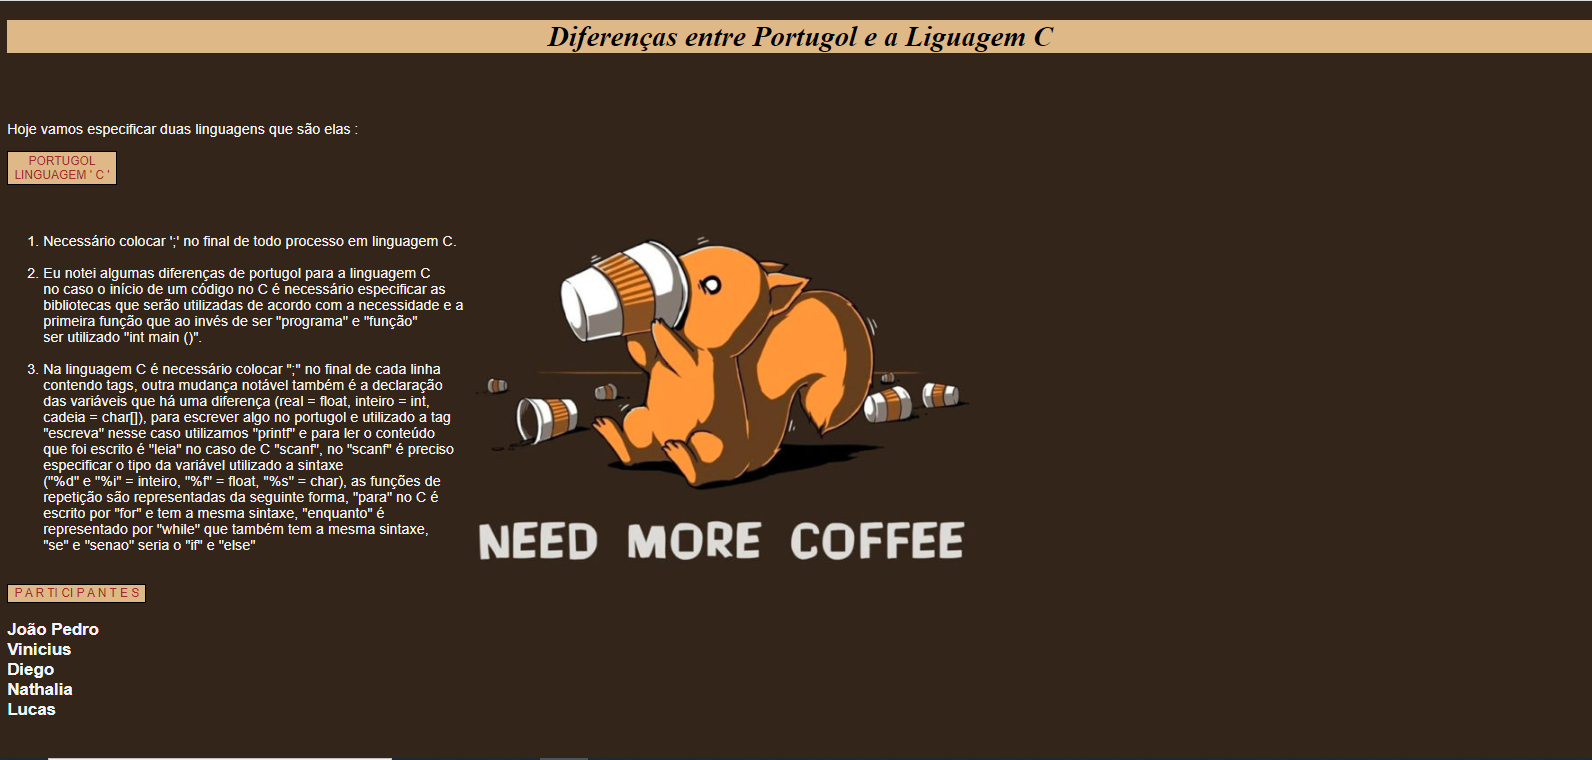 Diferenças entre Portugol e a Liguagem C
Hoje vamos especificar duas linguagens que são elas :
PORTUGOL
LINGUAGEM ' C '
1. Necessário colocar ';' no final de todo processo em linguagem C.
2. Eu notei algumas diferenças de portugol para a linguagem C
no caso o início de um código no C é necessário especificar as
bibliotecas que serão utilizadas de acordo com a necessidade e a
primeira função que ao invés de ser "programa" e "função"
ser utilizado "int main ()".
3. Na linguagem C é necessário colocar ";" no final de cada linha
contendo tags, outra mudança notável também é a declaração
das variáveis que há uma diferença (real = float, inteiro = int,
cadeia = char[]), para escrever algo no portugol e utilizado a tag
"escreva" nesse caso utilizamos "printf" e para ler o conteúdo
que foi escrito é "leia" no caso de C "scanf", no "scanf" é preciso
especificar o tipo da variável utilizado a sintaxe
("%d" e "%i" = inteiro, "%f" = float, "%s" = char), as funções de
repetição são representadas da seguinte forma, "para" no C é
escrito por "for" e tem a mesma sintaxe, "enquanto" é
representado por "while" que também tem a mesma sintaxe,
"se" e "senao" seria o "if" e "else"
NEED MORE COFFEE
P A R T I C I P A N T E S
João Pedro
Vinicius
Diego
Nathalia
Lucas